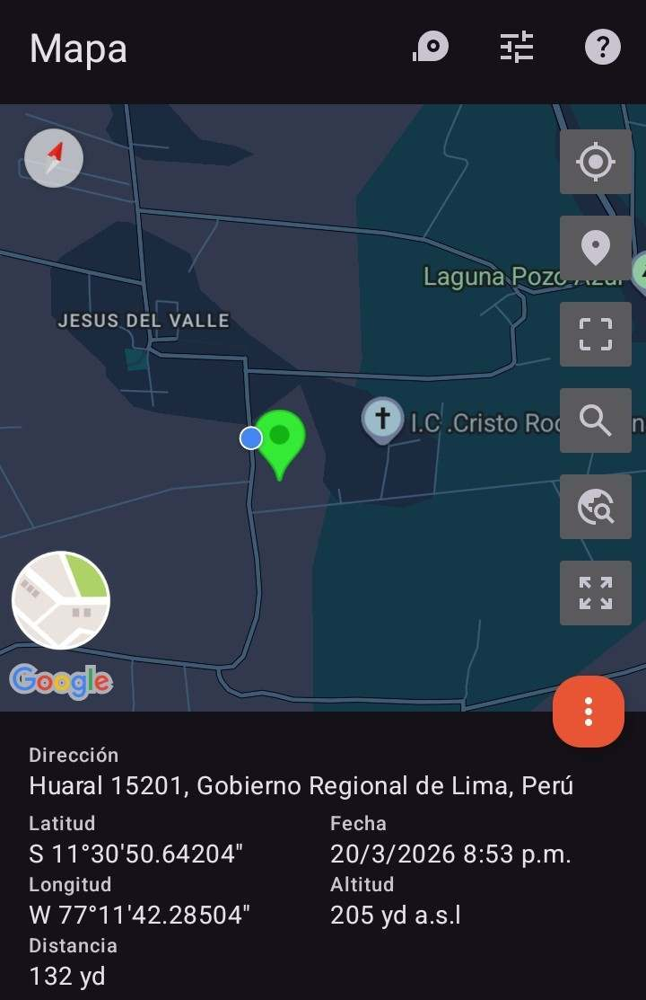 Mapa
Laguna Pozo Azul
JESUS DEL VALLE
I.C .Cristo
Google
Dirección
Huaral 15201, Gobierno Regional de Lima, Perú
Latitud
S 11°30'50.64204"
Fecha
20/3/2026 8:53 p.m.
Longitud
W 77°11'42.28504"
Altitud
205 yd a.s.l
Distancia
132 yd